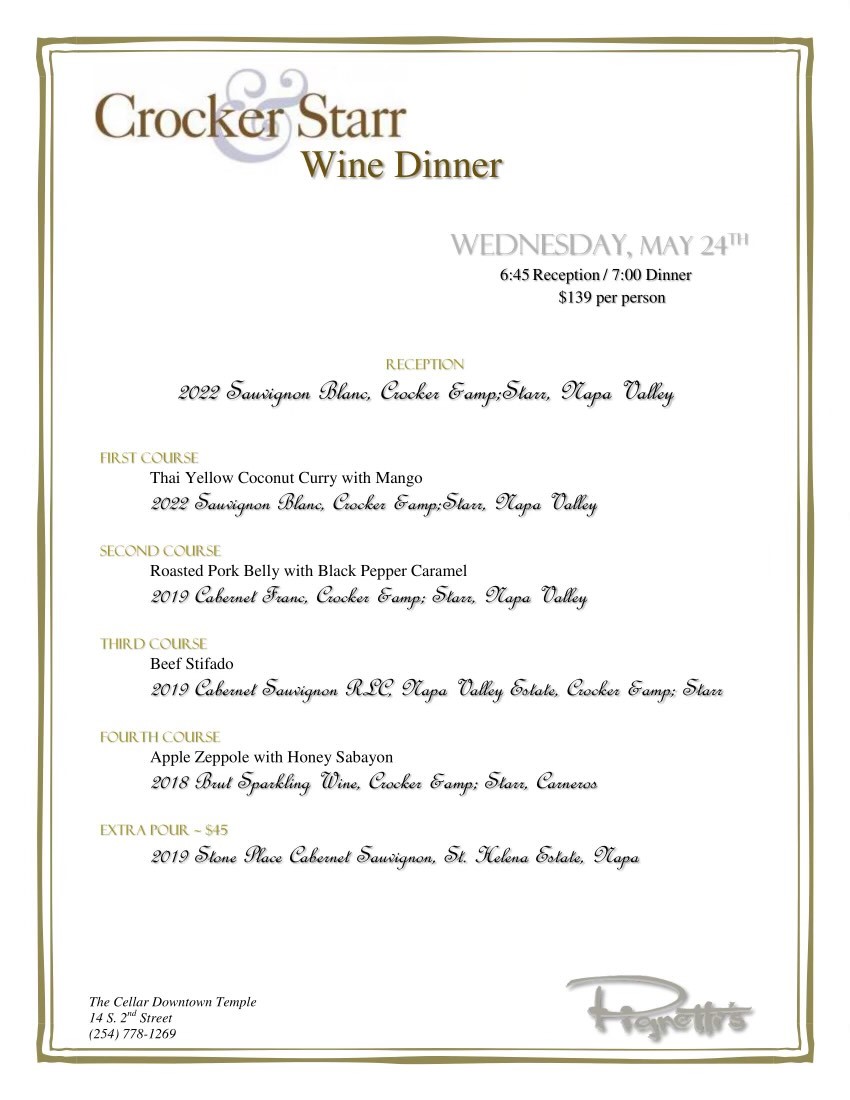 Crocker & Starr
Wine Dinner
WEDNESDAY, MAY 24TH
6:45 Reception / 7:00 Dinner
$139 per person
RECEPTION
2022 Sauvignon Blanc, Crocker &amp;Starr, Napa Valley
FIRST COURSE
Thai Yellow Coconut Curry with Mango
2022 Sauvignon Blanc, Crocker &amp;Starr, Napa Valley
SECOND COURSE
Roasted Pork Belly with Black Pepper Caramel
2019 Cabernet Franc, Crocker &amp; Starr, Napa Valley
THIRD COURSE
Beef Stifado
2019 Cabernet Sauvignon RLC, Napa Valley Estate, Crocker &amp; Starr
FOURTH COURSE
Apple Zeppole with Honey Sabayon
2018 Brut Sparkling Wine, Crocker &amp; Starr, Carneros
EXTRA POUR ~ $45
2019 Stone Place Cabernet Sauvignon, St. Helena Estate, Napa
The Cellar Downtown Temple
14 S. 2nd Street
(254) 778-1269
Pignetti's